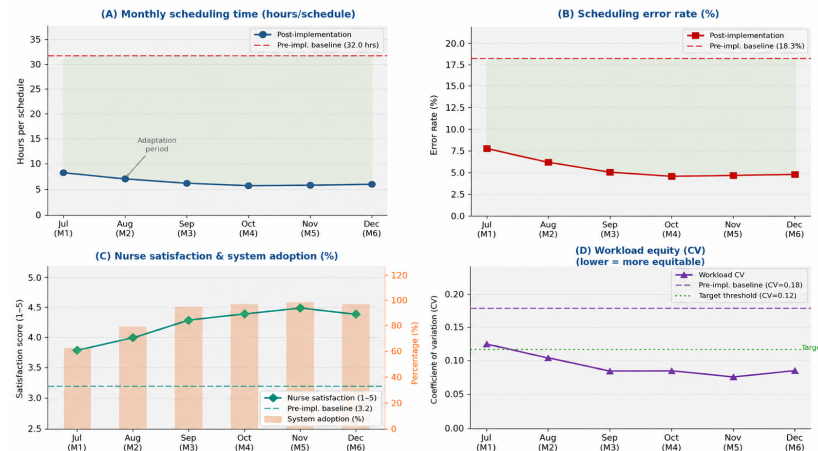 (A) Monthly scheduling time (hours/schedule)
Post-implementation
Pre-impl. baseline (32.0 hrs)
Hours per schedule
35
30
25
20
15
10
5
0
Adaptation
period
Jul Aug Sep Oct Nov Dec
(M1) (M2) (M3) (M4) (M5) (M6)
(B) Scheduling error rate (%)
Post-implementation
Pre-impl. baseline (18.3%)
Error rate (%)
20.0
17.5
15.0
12.5
10.0
7.5
5.0
2.5
0.0
Jul Aug Sep Oct Nov Dec
(M1) (M2) (M3) (M4) (M5) (M6)
(C) Nurse satisfaction & system adoption (%)
Satisfaction score (1–5)
5.0
4.5
4.0
3.5
3.0
2.5
120
100
80
60
40
20
0
Percentage (%)
Nurse satisfaction (1–5)
Pre-impl. baseline (3.2)
System adoption (%)
Jul Aug Sep Oct Nov Dec
(M1) (M2) (M3) (M4) (M5) (M6)
(D) Workload equity (CV)
(lower = more equitable)
Workload CV
Pre-impl. baseline (CV=0.18)
Target threshold (CV=0.12)
Coefficient of variation (CV)
0.20
0.15
0.10
0.05
0.00
Targe
Jul Aug Sep Oct Nov Dec
(M1) (M2) (M3) (M4) (M5) (M6)